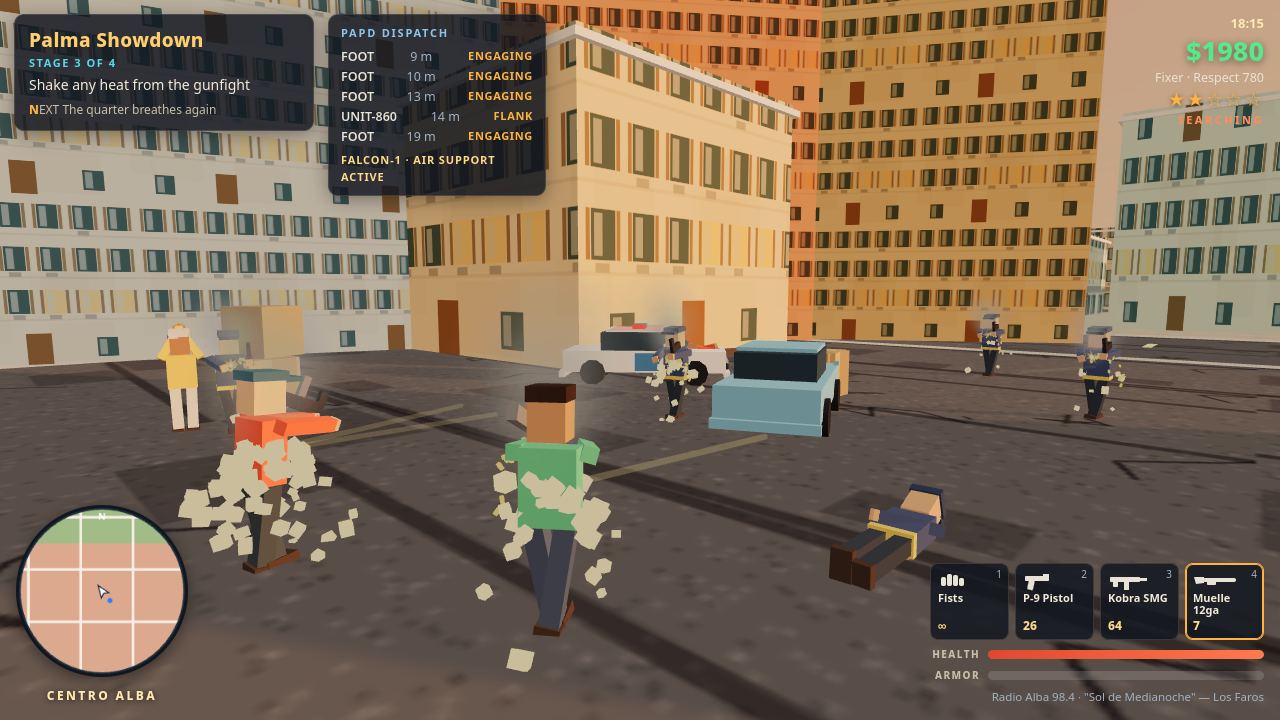 Palma Showdown
STAGE 3 OF 4
Shake any heat from the gunfight
NEXT The quarter breathes again
PAPD DISPATCH
FOOT 9 m ENGAGING
FOOT 10 m ENGAGING
FOOT 13 m ENGAGING
UNIT-860 14 m FLANK
FOOT 19 m ENGAGING
FALCON-1 · AIR SUPPORT
ACTIVE
18:15
$1980
Fixer · Respect 780
★★☆☆☆☆
SEARCHING
N
CENTRO ALBA
1
Fists
∞
2
P-9 Pistol
26
3
Kobra SMG
64
4
Muelle
12ga
7
HEALTH
ARMOR
Radio Alba 98.4 · "Sol de Medianoche" — Los Faros